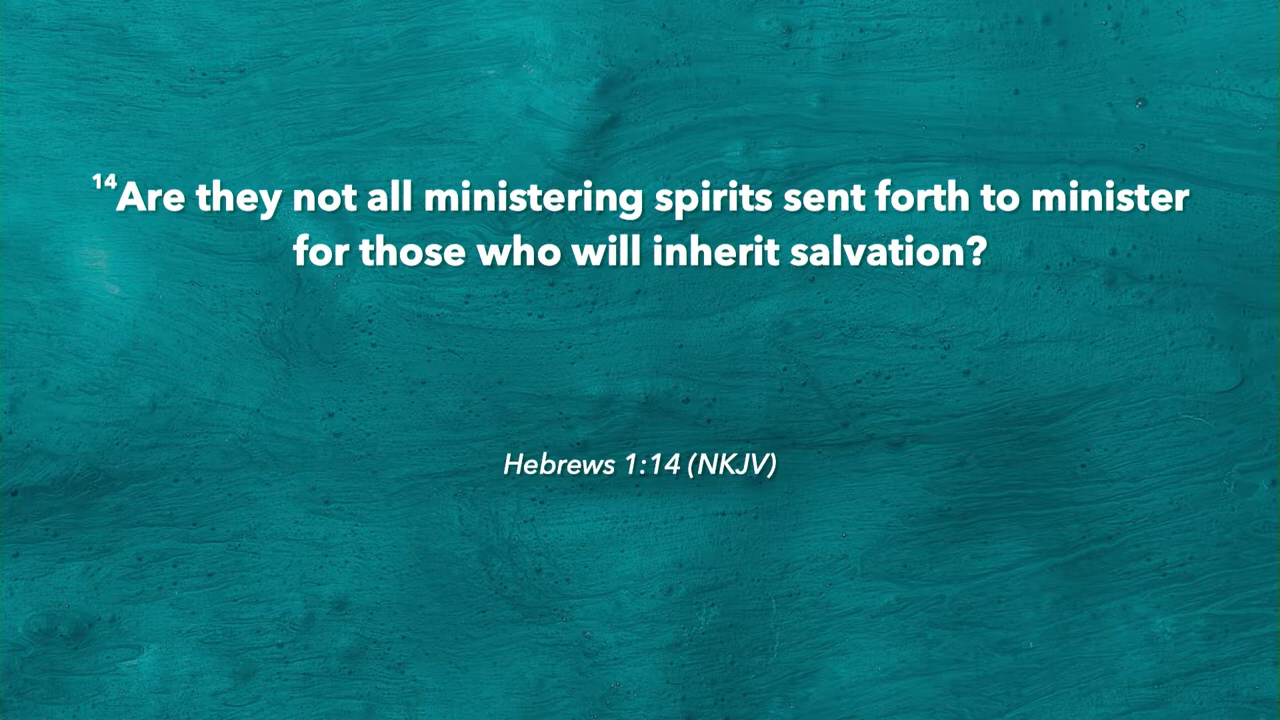 ¹⁴Are they not all ministering spirits sent forth to minister
for those who will inherit salvation?
Hebrews 1:14 (NKJV)